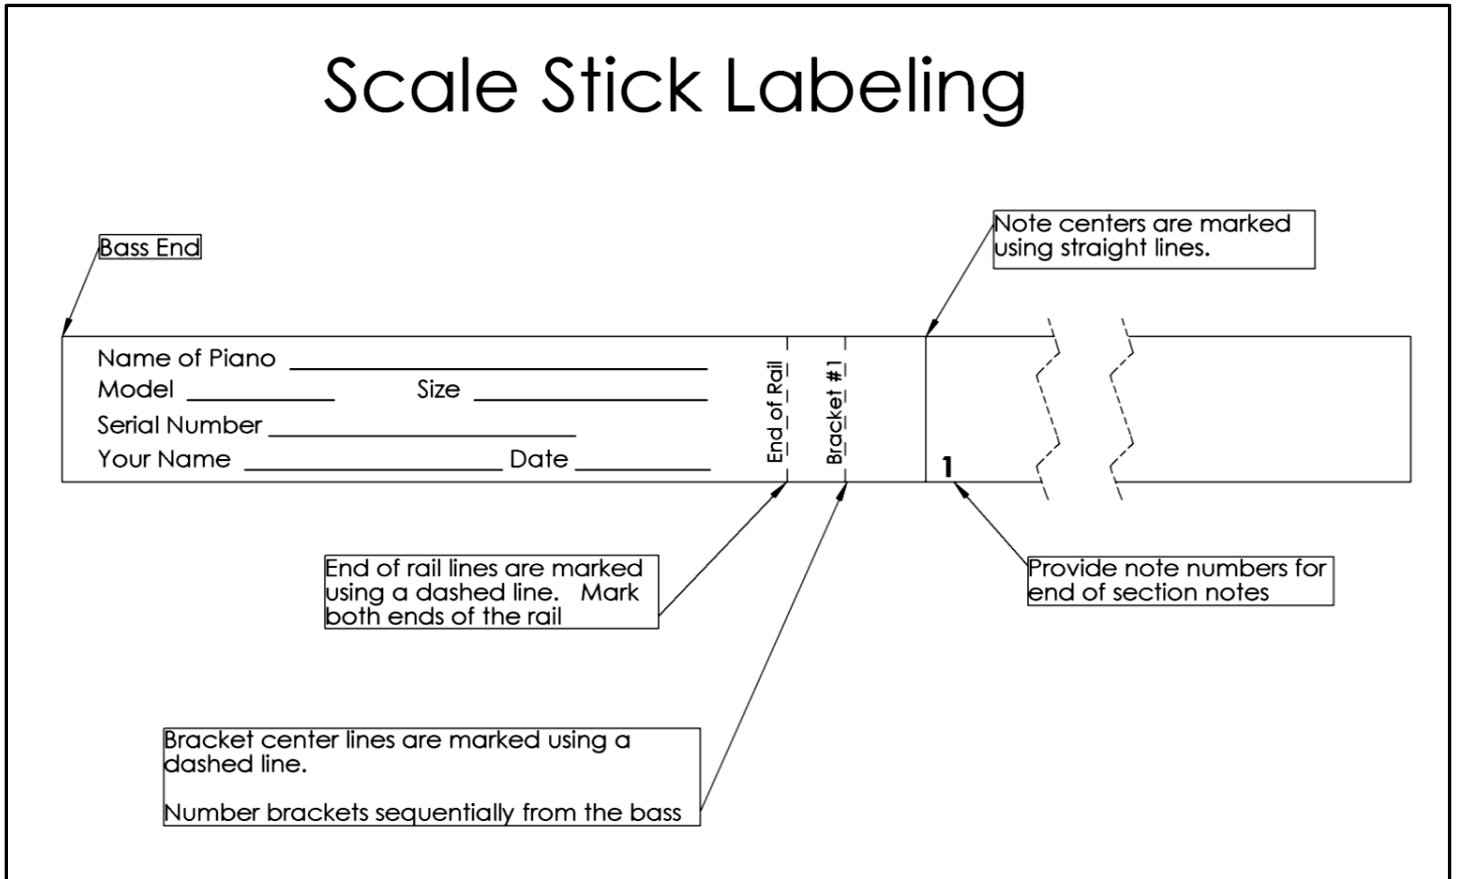 Scale Stick Labeling
Bass End
Note centers are marked
using straight lines.
Name of Piano
Model Size
Serial Number
Your Name Date
End of Rail
Bracket #1
1
End of rail lines are marked
using a dashed line. Mark
both ends of the rail
Provide note numbers for
end of section notes
Bracket center lines are marked using a
dashed line.
Number brackets sequentially from the bass